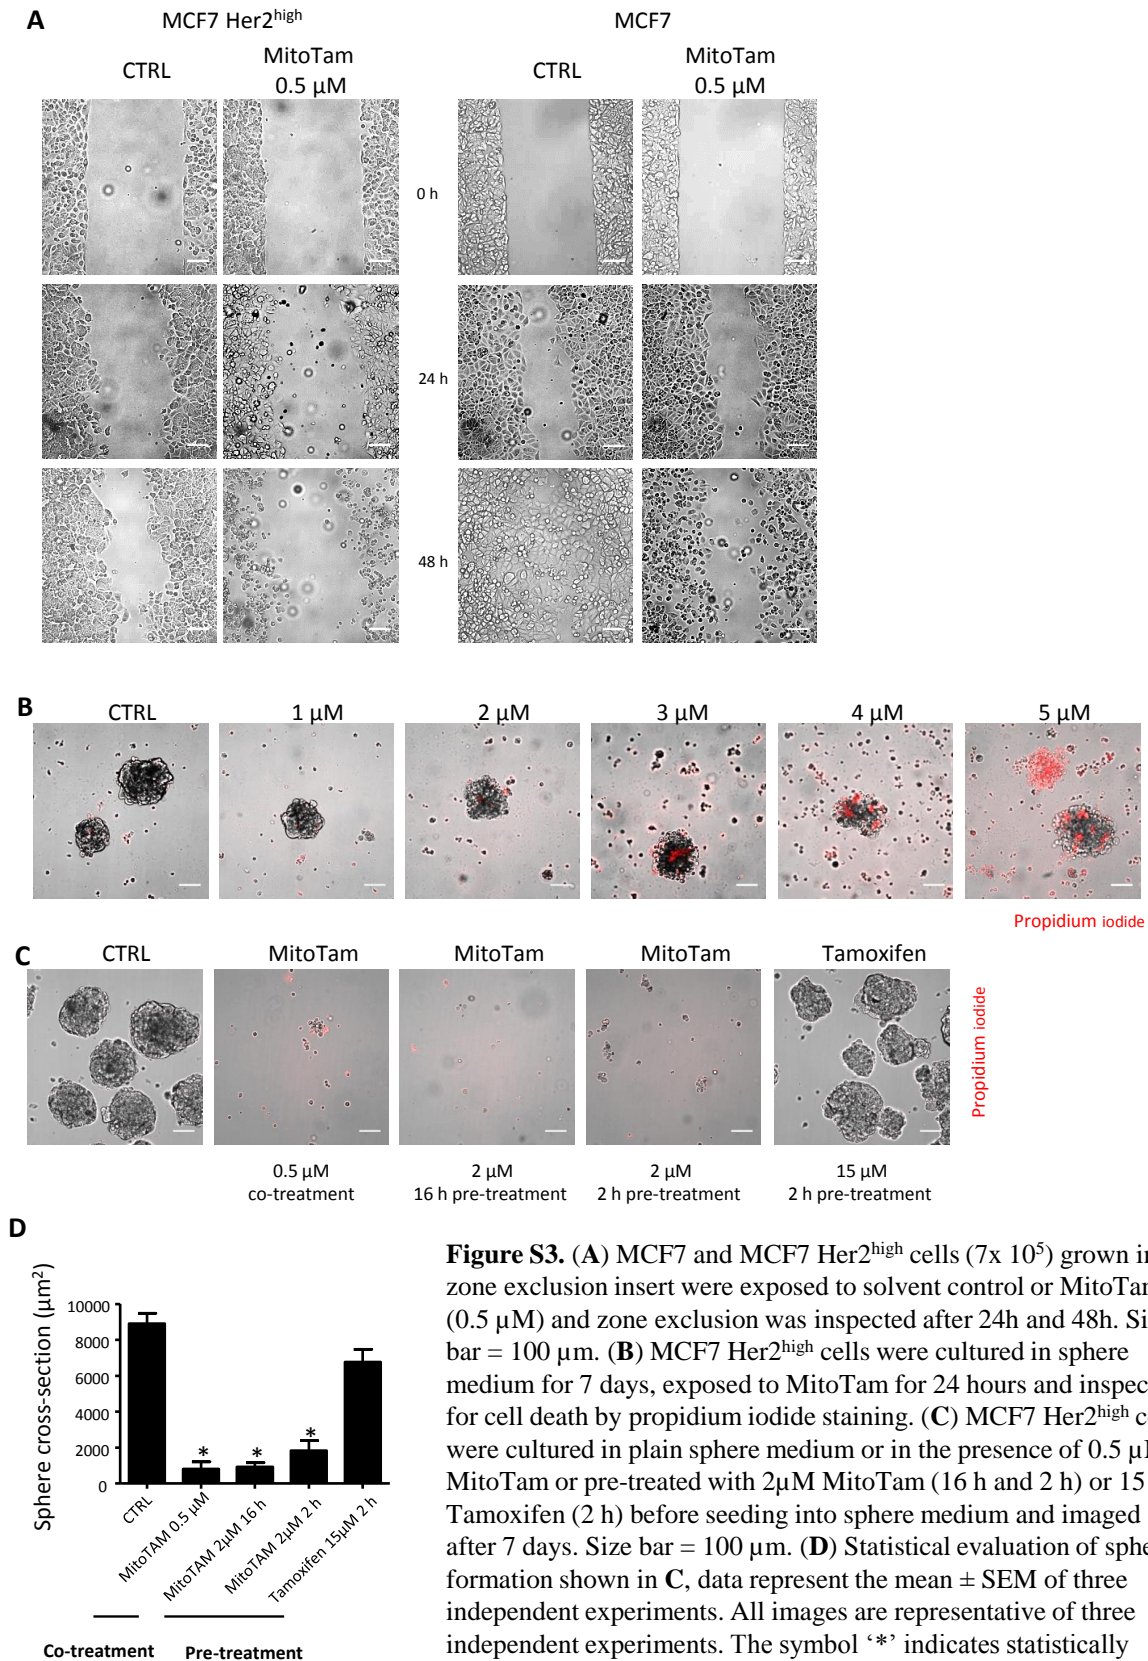 A
MCF7 Her2high
MCF7
CTRL
MitoTam
0.5 µM
CTRL
MitoTam
0.5 µM
0 h
24 h
48 h
B
CTRL
1 µM
2 µM
3 µM
4 µM
5 µM
Propidium iodide
C
CTRL
MitoTam
MitoTam
MitoTam
Tamoxifen
Propidium iodide
0.5 µM
co-treatment
2 µM
16 h pre-treatment
2 µM
2 h pre-treatment
15 µM
2 h pre-treatment
D
Sphere cross-section (µm2)
10000
8000
6000
4000
2000
0
*
*
*
CTRL
MitoTAM 0.5 µM
MitoTAM 2µM 16 h
MitoTAM 2µM 2 h
Tamoxifen 15µM 2 h
Co-treatment
Pre-treatment
Figure S3. (A) MCF7 and MCF7 Her2high cells (7x 105) grown in
zone exclusion insert were exposed to solvent control or MitoTam
(0.5 µM) and zone exclusion was inspected after 24h and 48h.
bar = 100 µm. (B) MCF7 Her2high cells were cultured in sphere
medium for 7 days, exposed to MitoTam for 24 hours and
for cell death by propidium iodide staining. (C) MCF7 Her2high
were cultured in plain sphere medium or in the presence of 0.5
MitoTam or pre-treated with 2µM MitoTam (16 h and 2 h) or 15
Tamoxifen (2 h) before seeding into sphere medium and imaged
after 7 days. Size bar = 100 µm. (D) Statistical evaluation of
formation shown in C, data represent the mean ± SEM of three
independent experiments. All images are representative of three
independent experiments. The symbol ‘*’ indicates statistically